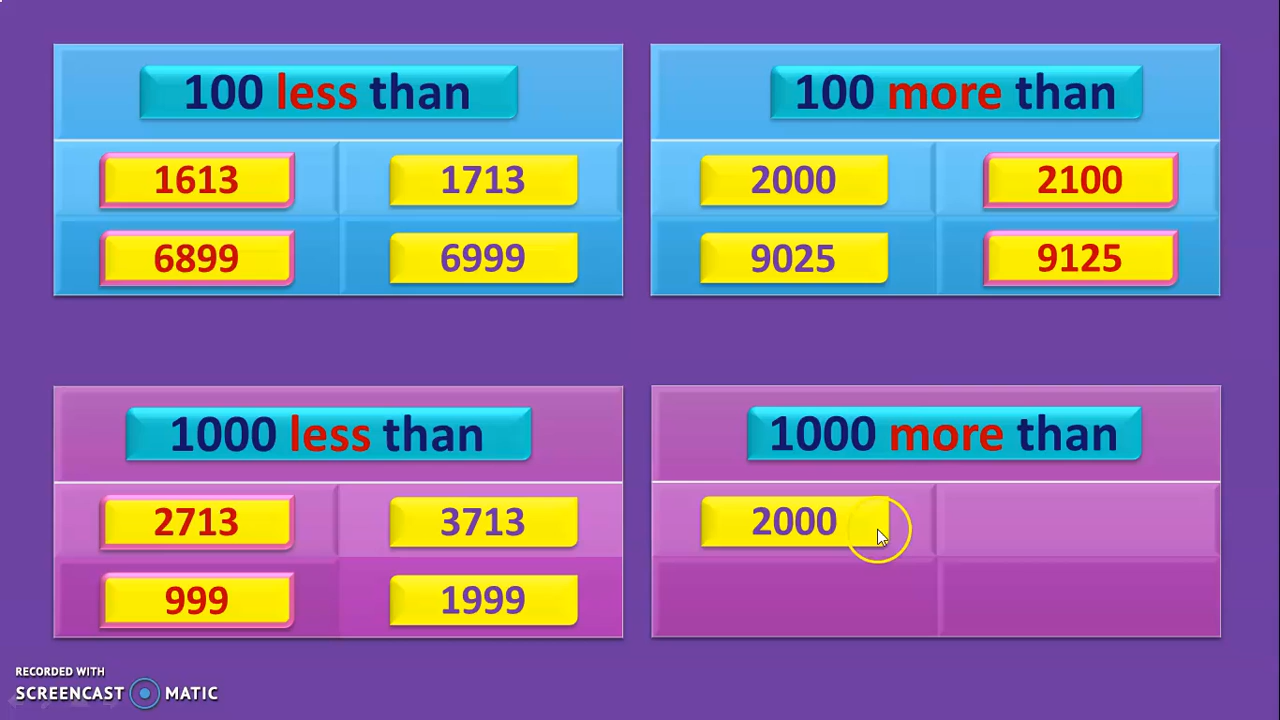 100 less than
1613 1713
6899 6999
100 more than
2000 2100
9025 9125
1000 less than
2713 3713
999 1999
1000 more than
2000
RECORDED WITH
SCREENCAST MATIC